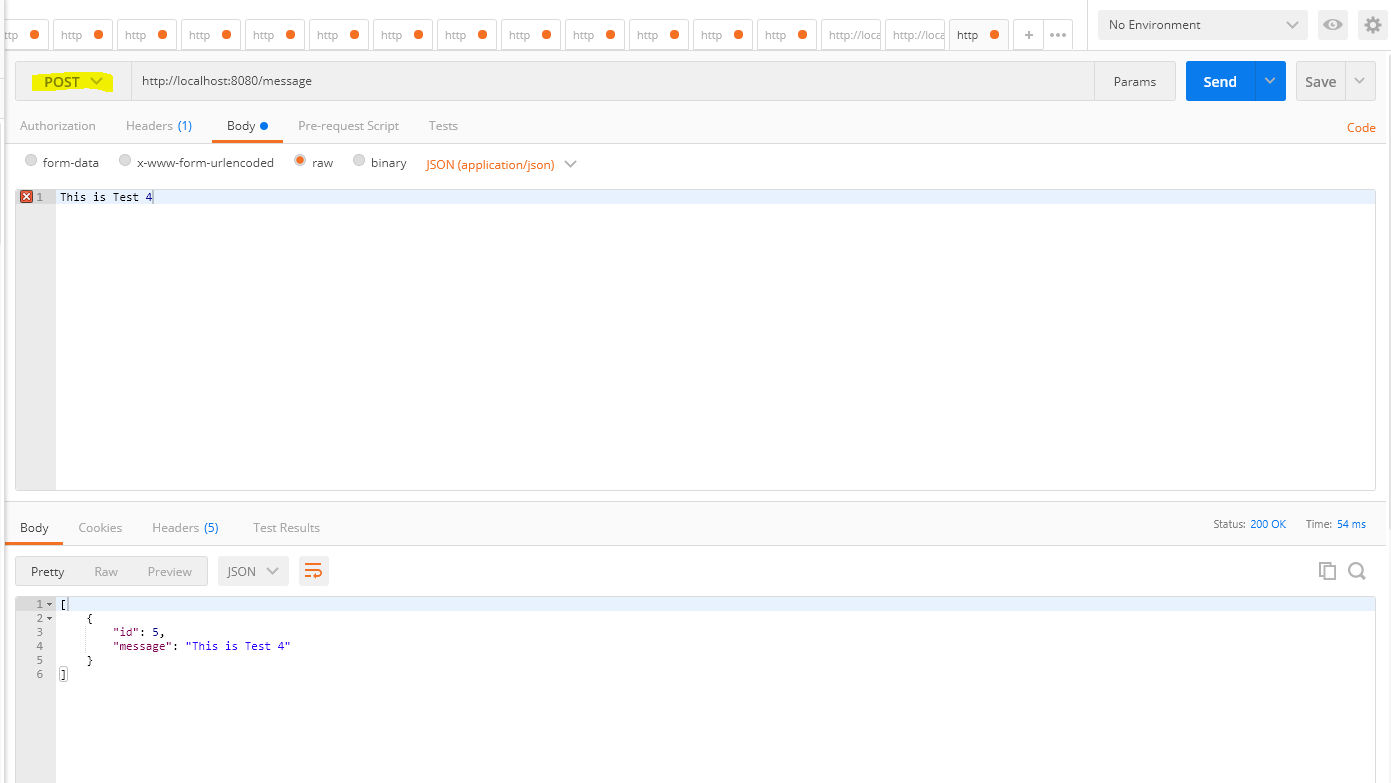 ttp http http http http http http http http http http http http http://loca http://loca http + No Environment
POST http://localhost:8080/message Params Send Save
Authorization Headers (1) Body Pre-request Script Tests Code
form-data x-www-form-urlencoded raw binary JSON (application/json)
1 This is Test 4
Body Cookies Headers (5) Test Results Status: 200 OK Time: 54 ms
Pretty Raw Preview JSON
1 [
2 {
3 "id": 5,
4 "message": "This is Test 4"
5 }
6 ]